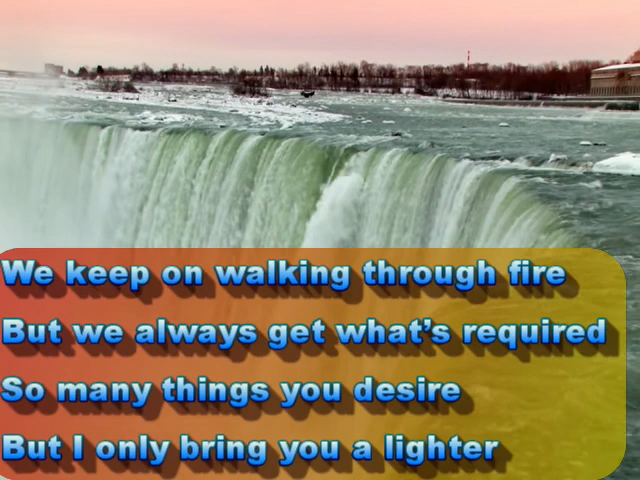 We keep on walking through fire
But we always get what’s required
So many things you desire
But I only bring you a lighter